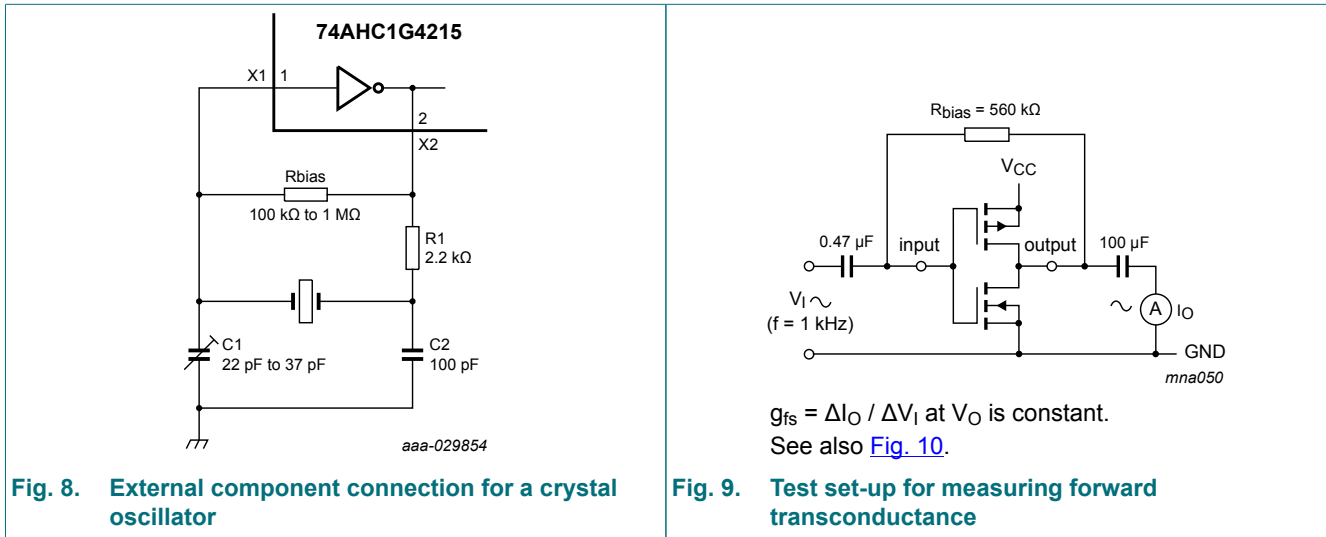 74AHC1G4215
X1 1
2
X2
Rbias
100 kΩ to 1 MΩ
R1
2.2 kΩ
C1
22 pF to 37 pF
C2
100 pF
aaa-029854
Fig. 8. External component connection for a crystal
oscillator
Rbias = 560 kΩ
VCC
0.47 µF
input
output
100 µF
VI
(f = 1 kHz)
A
IO
GND
mna050
gfs = ΔIO / ΔVI at VO is constant.
See also Fig. 10.
Fig. 9. Test set-up for measuring forward
transconductance